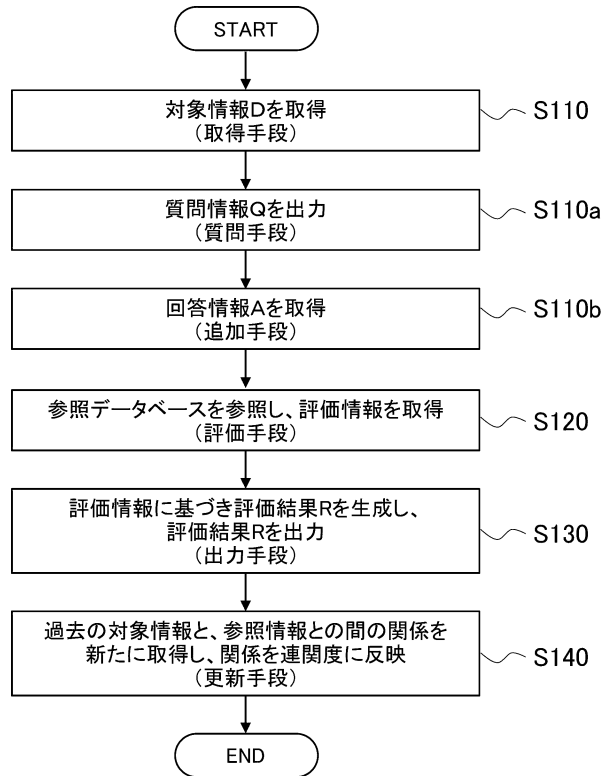 START
対象情報Dを取得
(取得手段)
S110
質問情報Qを出力
(質問手段)
S110a
回答情報Aを取得
(追加手段)
S110b
参照データベースを参照し、評価情報を取得
(評価手段)
S120
評価情報に基づき評価結果Rを生成し、
評価結果Rを出力
(出力手段)
S130
過去の対象情報と、参照情報との間の関係を
新たに取得し、関係を連関度に反映
(更新手段)
S140
END